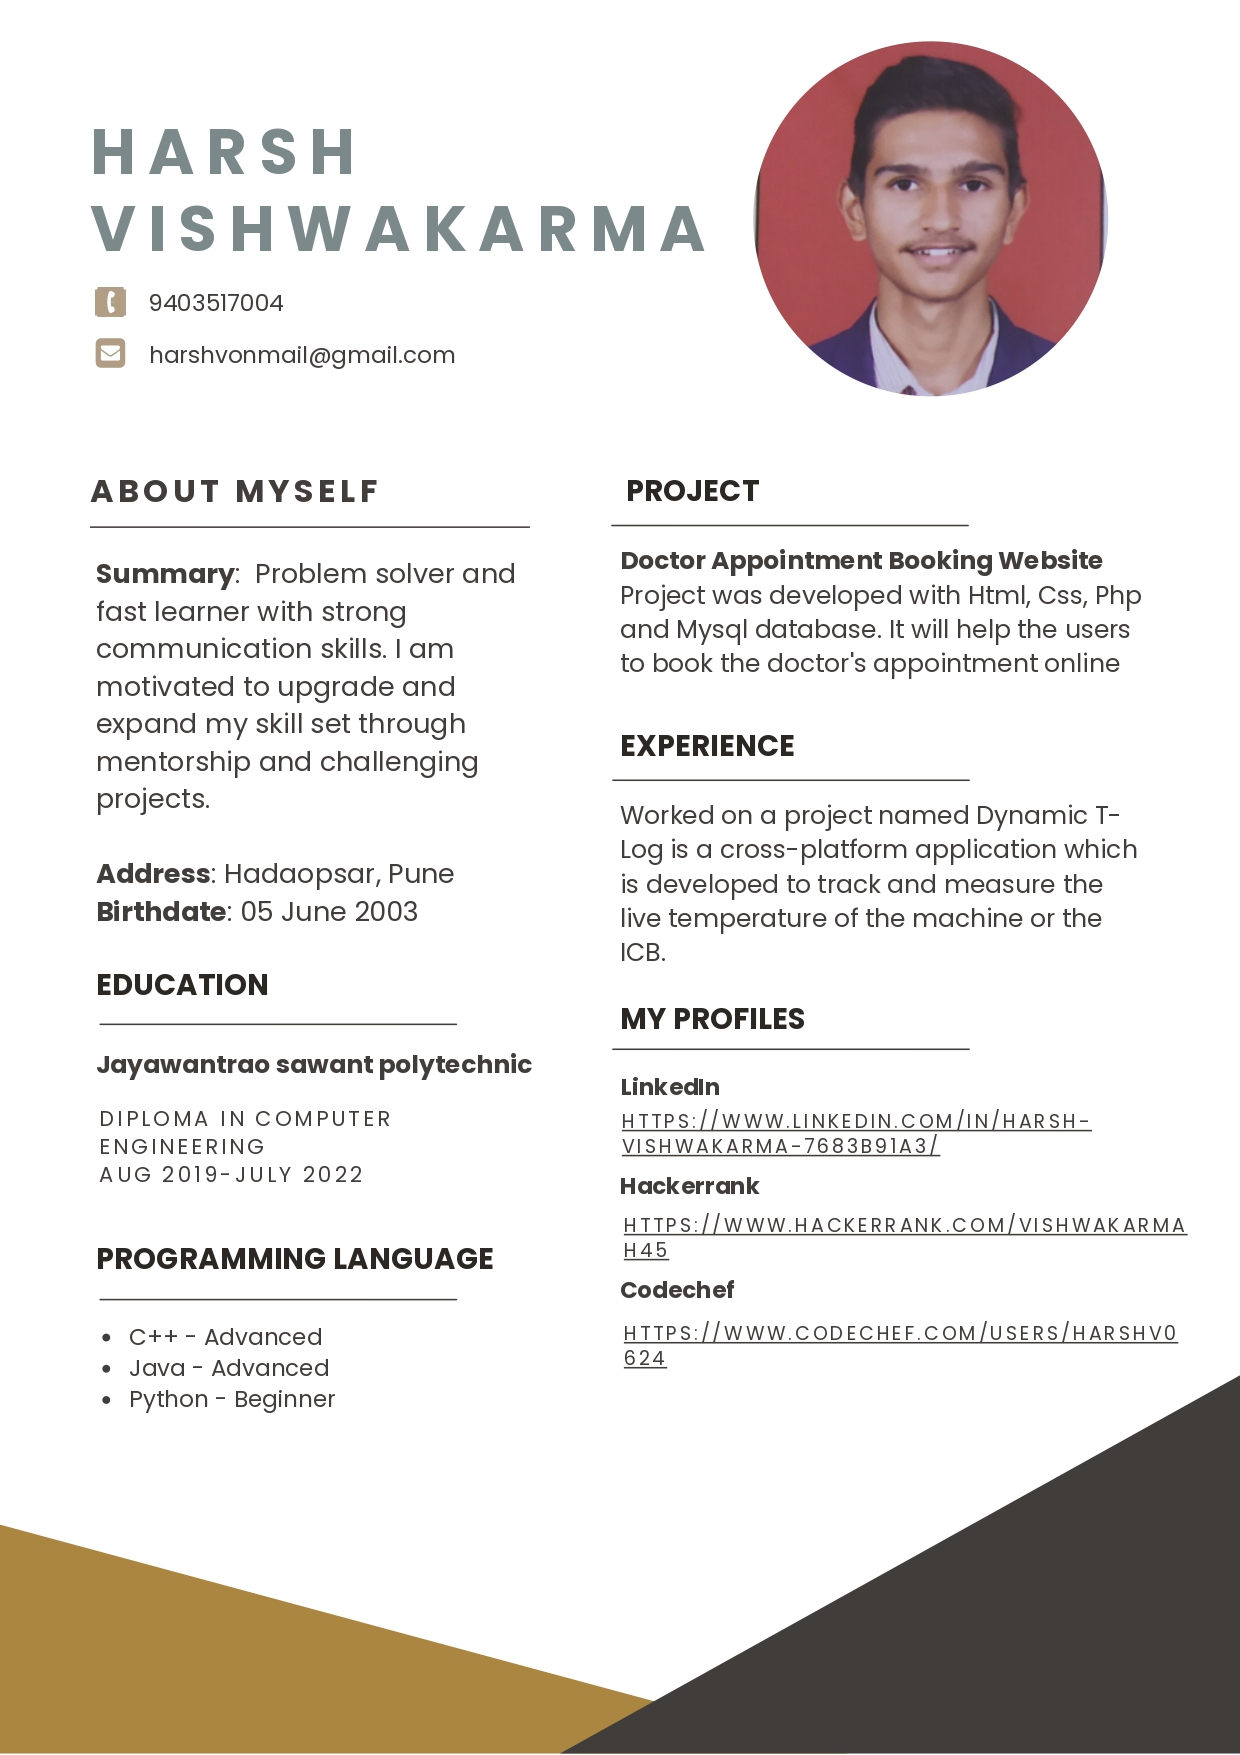 HARSH
VISHWAKARMA
9403517004
harshvonmail@gmail.com
ABOUT MYSELF
Summary:  Problem solver and
fast learner with strong
communication skills. I am
motivated to upgrade and
expand my skill set through
mentorship and challenging
projects.
Address: Hadaopsar, Pune
Birthdate: 05 June 2003
EDUCATION
Jayawantrao sawant polytechnic
DIPLOMA IN COMPUTER
ENGINEERING
AUG 2019-JULY 2022
PROGRAMMING LANGUAGE
• C++ - Advanced
• Java - Advanced
• Python - Beginner
PROJECT
Doctor Appointment Booking Website
Project was developed with Html, Css, Php
and Mysql database. It will help the users
to book the doctor's appointment online
EXPERIENCE
Worked on a project named Dynamic T-
Log is a cross-platform application which
is developed to track and measure the
live temperature of the machine or the
ICB.
MY PROFILES
LinkedIn
HTTPS://WWW.LINKEDIN.COM/IN/HARSH-
VISHWAKARMA-7683B91A3/
Hackerrank
HTTPS://WWW.HACKERRANK.COM/VISHWAKARMA
H45
Codechef
HTTPS://WWW.CODECHEF.COM/USERS/HARSHV0
624